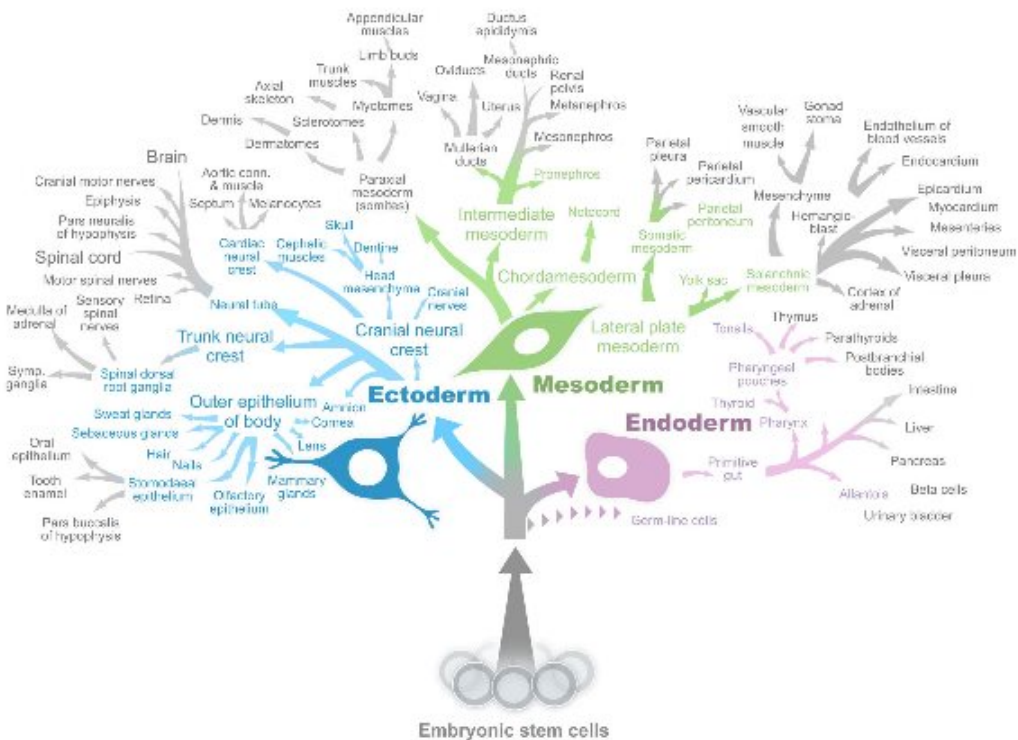 Appendicular
muscles
Limb buds
Trunk
muscles
Myotomes
Axial
skeleton
Sclerotomes
Dermis
Dermatomes
Paraxial
mesoderm
(somites)
Ductus
epididymis
Mesonephric
ducts
Oviducts
Renal
pelvis
Vagina
Uterus
Metanephros
Mullerian
ducts
Mesonephros
Pronephros
Intermediate
mesoderm
Notocord
Chordamesoderm
Parietal
pleura
Parietal
pericardium
Parietal
peritoneum
Somatic
mesoderm
Yolk sac
Lateral plate
mesoderm
Vascular
smooth
muscle
Gonad
stoma
Mesenchyme
Endothelium of
blood vessels
Endocardium
Hemangio-
blast
Epicardium
Myocardium
Mesenteries
Visceral peritoneum
Visceral pleura
Cortex of
adrenal
Splanchnic
mesoderm
Brain
Cranial motor nerves
Epiphysis
Pars neuralis
of hypophysis
Spinal cord
Motor spinal nerves
Retina
Neural tube
Aortic conn.
& muscle
Septum
Melanocytes
Cardiac
neural
crest
Cephalic
muscles
Skull
Dentine
Head
mesenchyme
Cranial
nerves
Cranial neural
crest
Medulla of
adrenal
Sensory
spinal
nerves
Symp.
ganglia
Spinal dorsal
root ganglia
Trunk neural
crest
Outer epithelium
of body
Amnion
Cornea
Lens
Sweat glands
Sebaceous glands
Hair
Nails
Oral
epithelium
Tooth
enamel
Stomodaeal
epithelium
Pars buccalis
of hypophysis
Olfactory
epithelium
Mammary
glands
Ectoderm
Mesoderm
Endoderm
Tonsils
Thymus
Parathyroids
Pharyngeal
pouches
Postbranchial
bodies
Thyroid
Pharynx
Intestine
Liver
Primitive
gut
Pancreas
Allantois
Beta cells
Urinary bladder
Germ-line cells
Embryonic stem cells